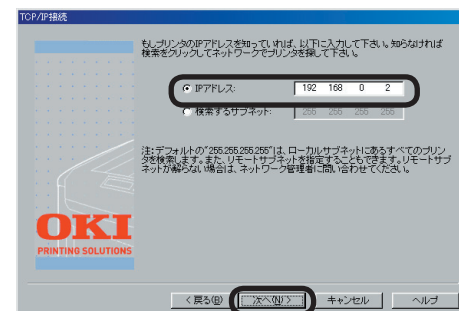 TCP/IP接続
もしプリンタのIPアドレスを知っていれば、以下に入力して下さい。知らなければ
検索をクリックしてネットワークでプリンタを探して下さい。
IPアドレス: 192 168 0 2
検索するサブネット: 255 255 255 255
注:デフォルトの"255.255.255.255"は、ローカルサブネットにあるすべてのプリン
タを検索します。また、リモートサブネットを指定することもできます。リモートサブ
ネットが解らない場合は、ネットワーク管理者に問い合わせてください。
OKI
PRINTING SOLUTIONS
< 戻る(B) 次へ(N) > キャンセル ヘルプ